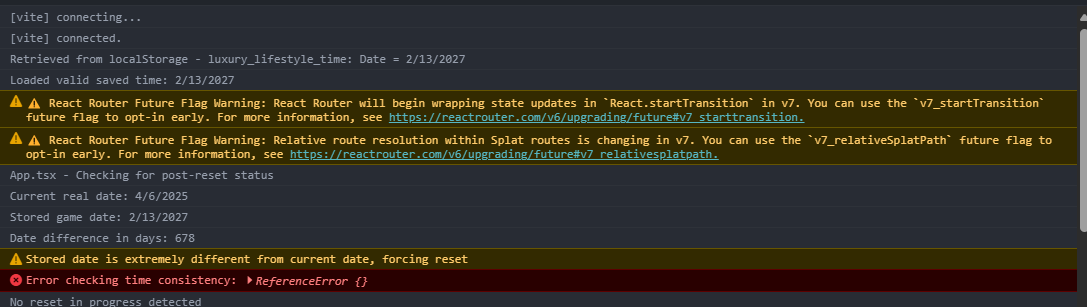 [vite] connecting...
[vite] connected.
Retrieved from localStorage - luxury_lifestyle_time: Date = 2/13/2027
Loaded valid saved time: 2/13/2027
⚠ React Router Future Flag Warning: React Router will begin wrapping state updates in `React.startTransition` in v7. You can use the `v7_startTransition`
future flag to opt-in early. For more information, see https://reactrouter.com/v6/upgrading/future#v7_starttransition.
⚠ React Router Future Flag Warning: Relative route resolution within Splat routes is changing in v7. You can use the `v7_relativeSplatPath` future flag to
opt-in early. For more information, see https://reactrouter.com/v6/upgrading/future#v7_relativesplatpath.
App.tsx - Checking for post-reset status
Current real date: 4/6/2025
Stored game date: 2/13/2027
Date difference in days: 678
Stored date is extremely different from current date, forcing reset
Error checking time consistency: ▶ ReferenceError {}
No reset in progress detected